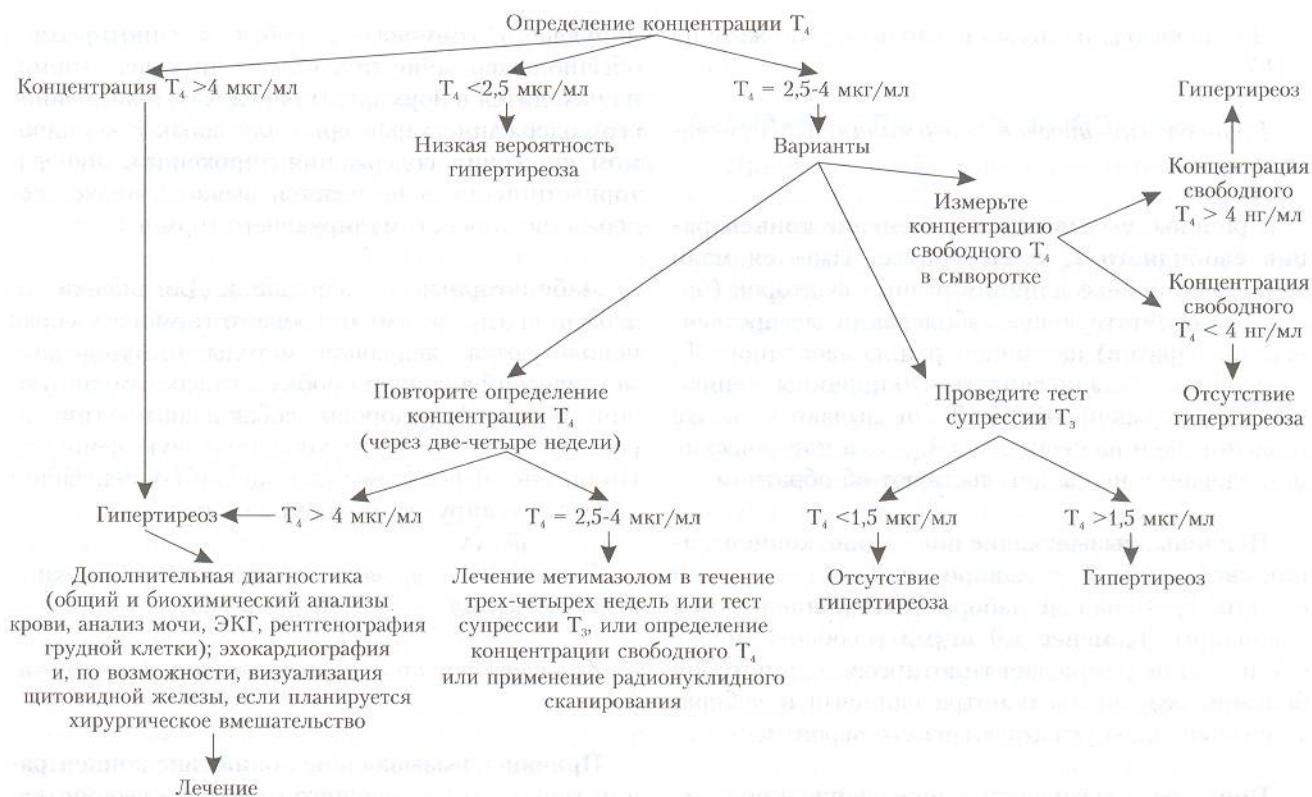 Определение концентрации T₄
Концентрация T₄ >4 мкг/мл
T₄ <2,5 мкг/мл
T₄ = 2,5-4 мкг/мл
Гипертиреоз
Низкая вероятность
гипертиреоза
Варианты
Концентрация
свободного
T₄ > 4 нг/мл
Измерьте
концентрацию
свободного T₄
в сыворотке
Концентрация
свободного
T₄ < 4 нг/мл
Повторите определение
концентрации T₄
(через две-четыре недели)
Проведите тест
супрессии T₃
Отсутствие
гипертиреоза
Гипертиреоз
T₄ > 4 мкг/мл
T₄ = 2,5-4 мкг/мл
T₄ <1,5 мкг/мл
T₄ >1,5 мкг/мл
Дополнительная диагностика
(общий и биохимический анализы
крови, анализ мочи, ЭКГ, рентгенография
грудной клетки); эхокардиография
и, по возможности, визуализация
щитовидной железы, если планируется
хирургическое вмешательство
Лечение метимазолом в течение
трех-четырех недель или тест
супрессии T₃, или определение
концентрации свободного T₄
или применение радионуклидного
сканирования
Отсутствие
гипертиреоза
Гипертиреоз
Лечение